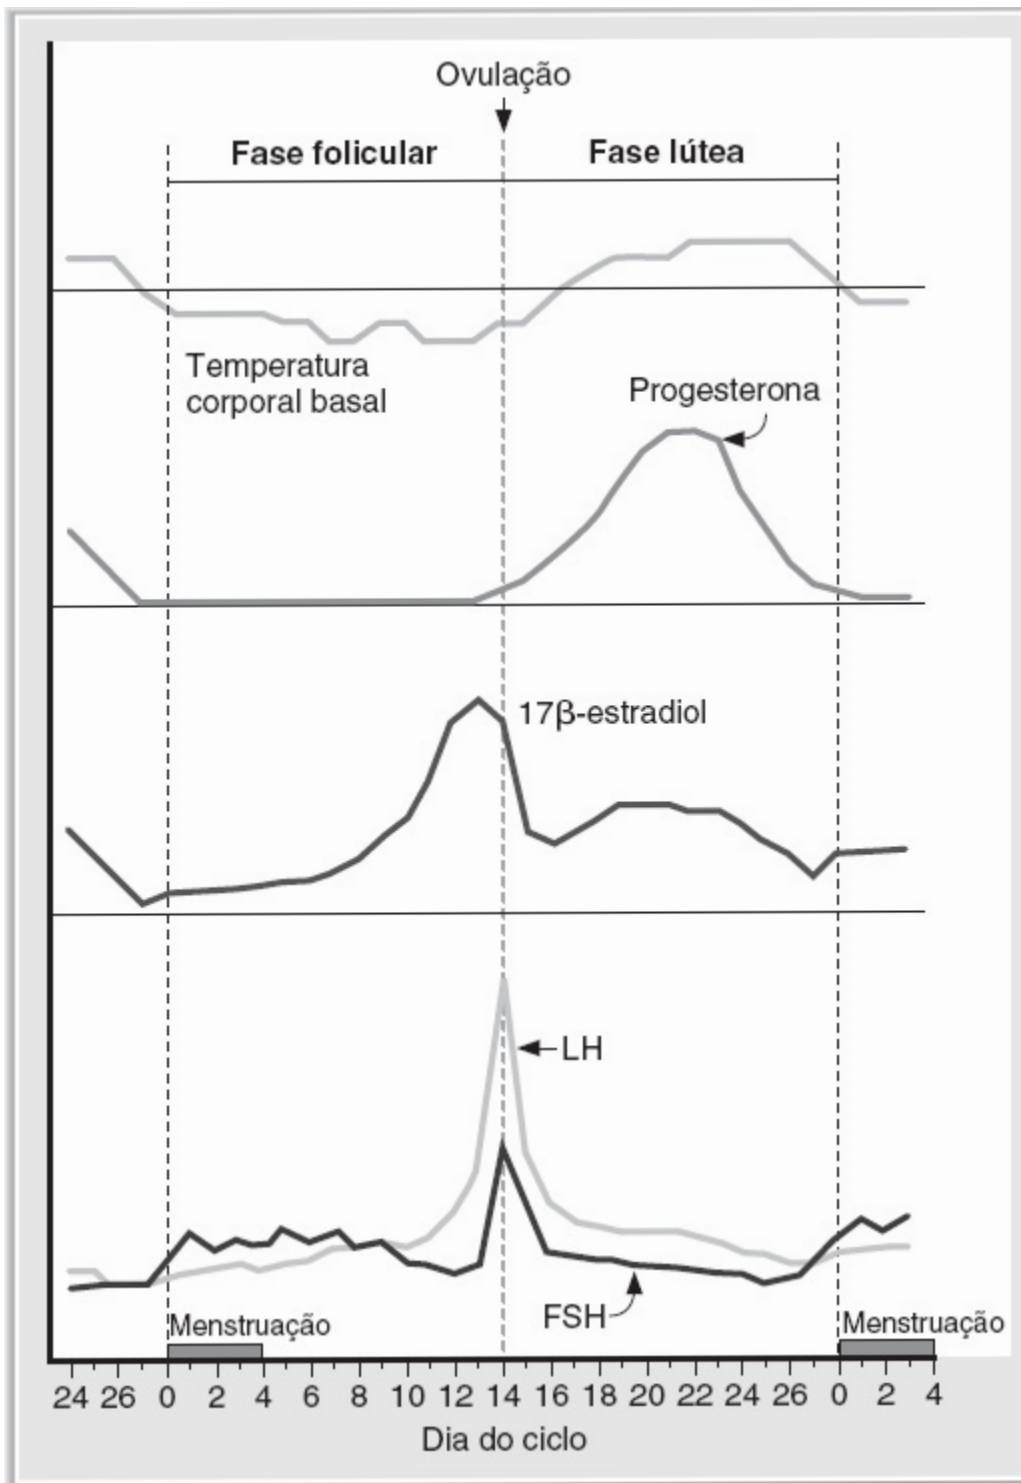 Ovulação
Fase folicular
Fase lútea
Temperatura
corporal basal
Progesterona
17β-estradiol
LH
FSH
Menstruação
Menstruação
24 26 0 2 4 6 8 10 12 14 16 18 20 22 24 26 0 2 4
Dia do ciclo